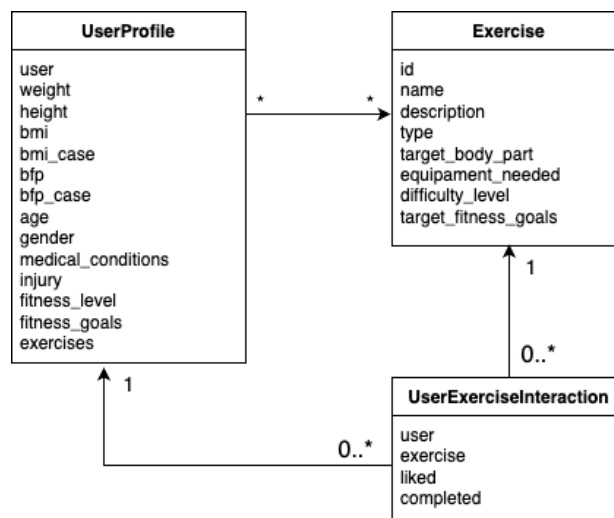 UserProfile
user
weight
height
bmi
bmi_case
bfp
bfp_case
age
gender
medical_conditions
injury
fitness_level
fitness_goals
exercises
*
*
Exercise
id
name
description
type
target_body_part
equipament_needed
difficulty_level
target_fitness_goals
1
0..*
1
0..*
UserExerciseInteraction
user
exercise
liked
completed